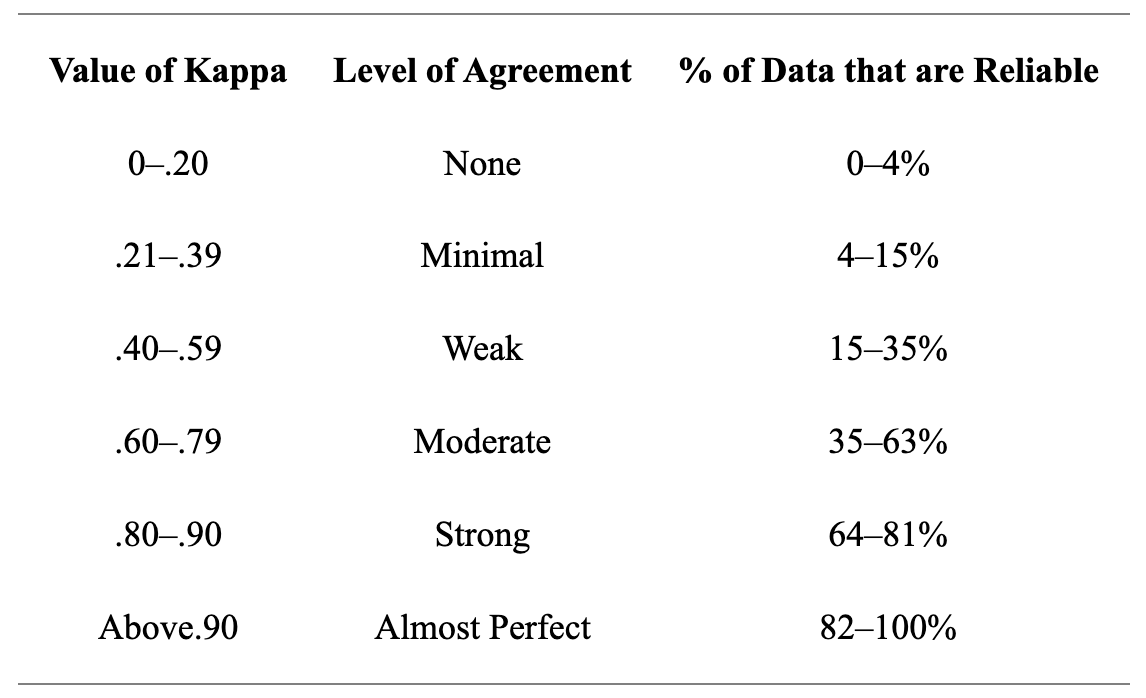 Value of Kappa Level of Agreement % of Data that are Reliable
0–.20 None 0–4%
.21–.39 Minimal 4–15%
.40–.59 Weak 15–35%
.60–.79 Moderate 35–63%
.80–.90 Strong 64–81%
Above.90 Almost Perfect 82–100%